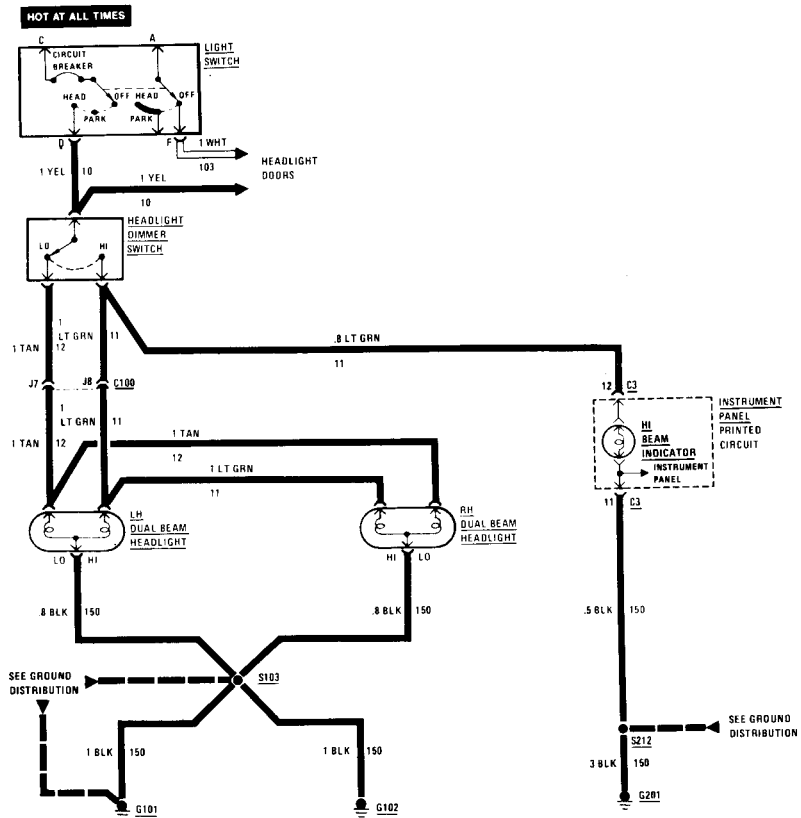 HOT AT ALL TIMES
C
A
LIGHT
SWITCH
CIRCUIT
BREAKER
HEAD
OFF
HEAD
OFF
PARK
PARK
D
F
1 WHT
103
HEADLIGHT
DOORS
1 YEL
10
1 YEL
10
HEADLIGHT
DIMMER
SWITCH
LO
HI
1
LT GRN
11
1 TAN
12
.8 LT GRN
11
J7
J8
C100
12
C3
1
LT GRN
11
1 TAN
12
1 TAN
12
1 LT GRN
11
INSTRUMENT
PANEL
PRINTED
CIRCUIT
HI
BEAM
INDICATOR
INSTRUMENT
PANEL
11
C3
LH
DUAL BEAM
HEADLIGHT
LO
HI
RH
DUAL BEAM
HEADLIGHT
HI
LO
.8 BLK
150
.8 BLK
150
.5 BLK
150
SEE GROUND
DISTRIBUTION
S103
S212
SEE GROUND
DISTRIBUTION
1 BLK
150
1 BLK
150
3 BLK
150
G101
G102
G201